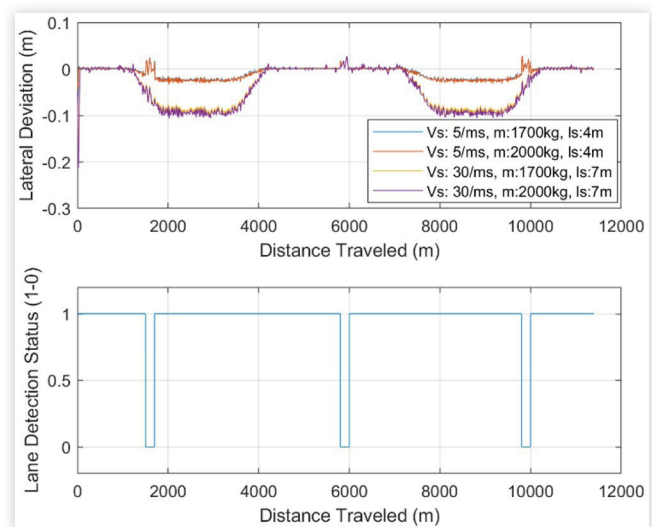 0.1
0
-0.1
-0.2
-0.3
Lateral Deviation (m)
Vs: 5/ms, m:1700kg, ls:4m
Vs: 5/ms, m:2000kg, ls:4m
Vs: 30/ms, m:1700kg, ls:7m
Vs: 30/ms, m:2000kg, ls:7m
0 2000 4000 6000 8000 10000 12000
Distance Traveled (m)
Lane Detection Status (1-0)
1
0.5
0
0 2000 4000 6000 8000 10000 12000
Distance Traveled (m)